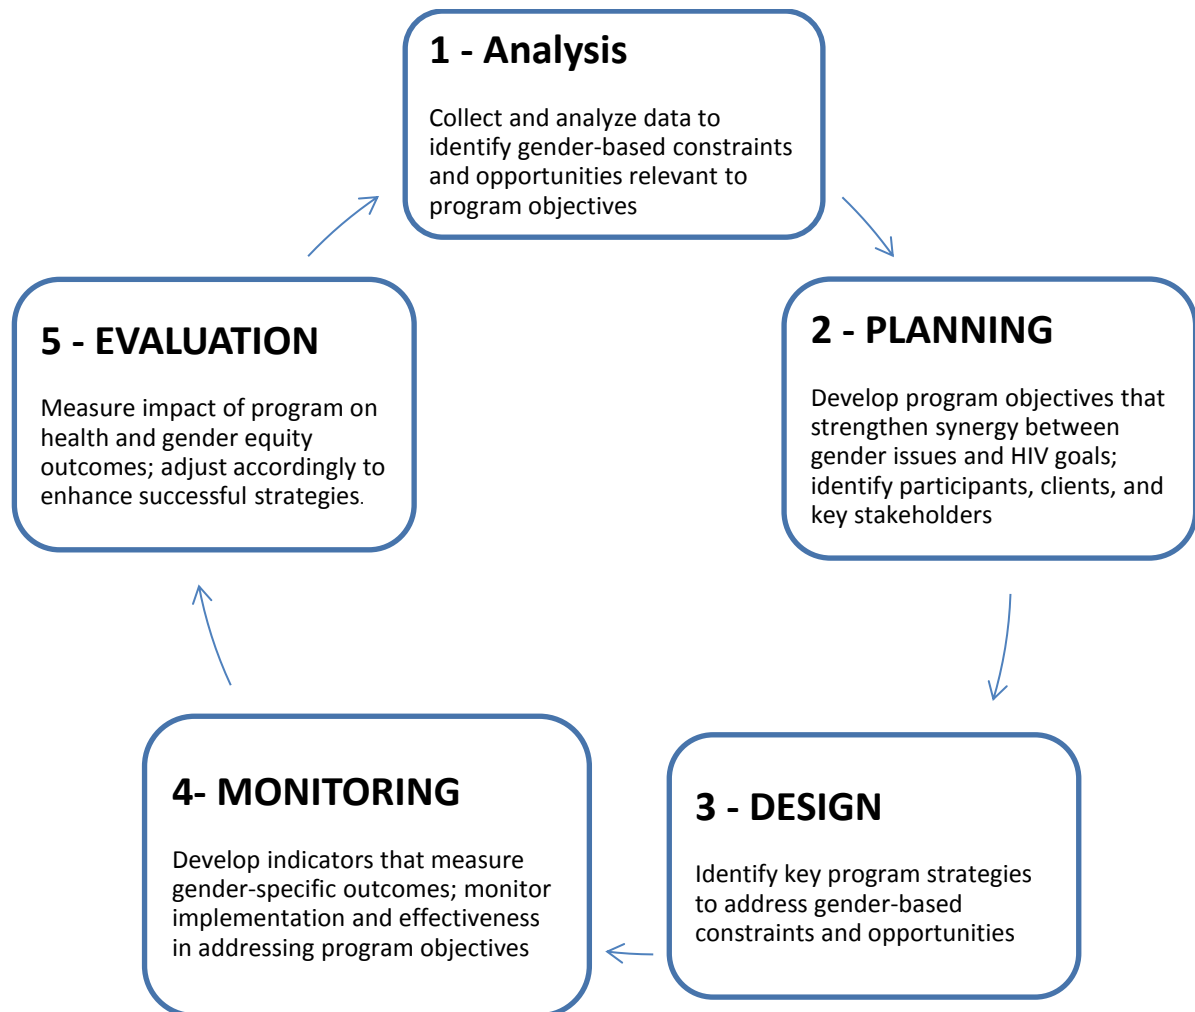 1 - Analysis
Collect and analyze data to
identify gender-based constraints
and opportunities relevant to
program objectives
2 - PLANNING
Develop program objectives that
strengthen synergy between
gender issues and HIV goals;
identify participants, clients, and
key stakeholders
3 - DESIGN
Identify key program strategies
to address gender-based
constraints and opportunities
4- MONITORING
Develop indicators that measure
gender-specific outcomes; monitor
implementation and effectiveness
in addressing program objectives
5 - EVALUATION
Measure impact of program on
health and gender equity
outcomes; adjust accordingly to
enhance successful strategies.